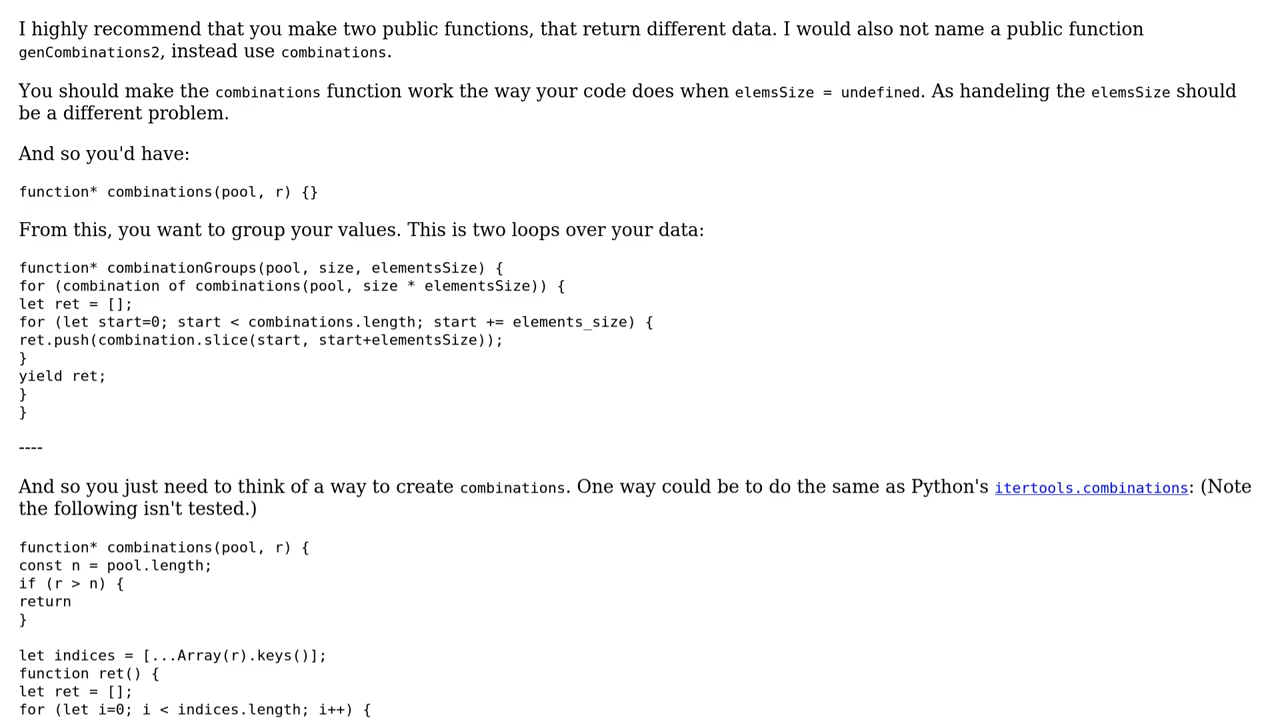 I highly recommend that you make two public functions, that return different data. I would also not name a public function
genCombinations2, instead use combinations.
You should make the combinations function work the way your code does when elemsSize = undefined. As handeling the elemsSize should
be a different problem.
And so you'd have:
function* combinations(pool, r) {}
From this, you want to group your values. This is two loops over your data:
function* combinationGroups(pool, size, elementsSize) {
for (combination of combinations(pool, size * elementsSize)) {
let ret = [];
for (let start=0; start < combinations.length; start += elements_size) {
ret.push(combination.slice(start, start+elementsSize));
}
yield ret;
}
}
----
And so you just need to think of a way to create combinations. One way could be to do the same as Python's itertools.combinations: (Note
the following isn't tested.)
function* combinations(pool, r) {
const n = pool.length;
if (r > n) {
return
}
let indices = [...Array(r).keys()];
function ret() {
let ret = [];
for (let i=0; i < indices.length; i++) {